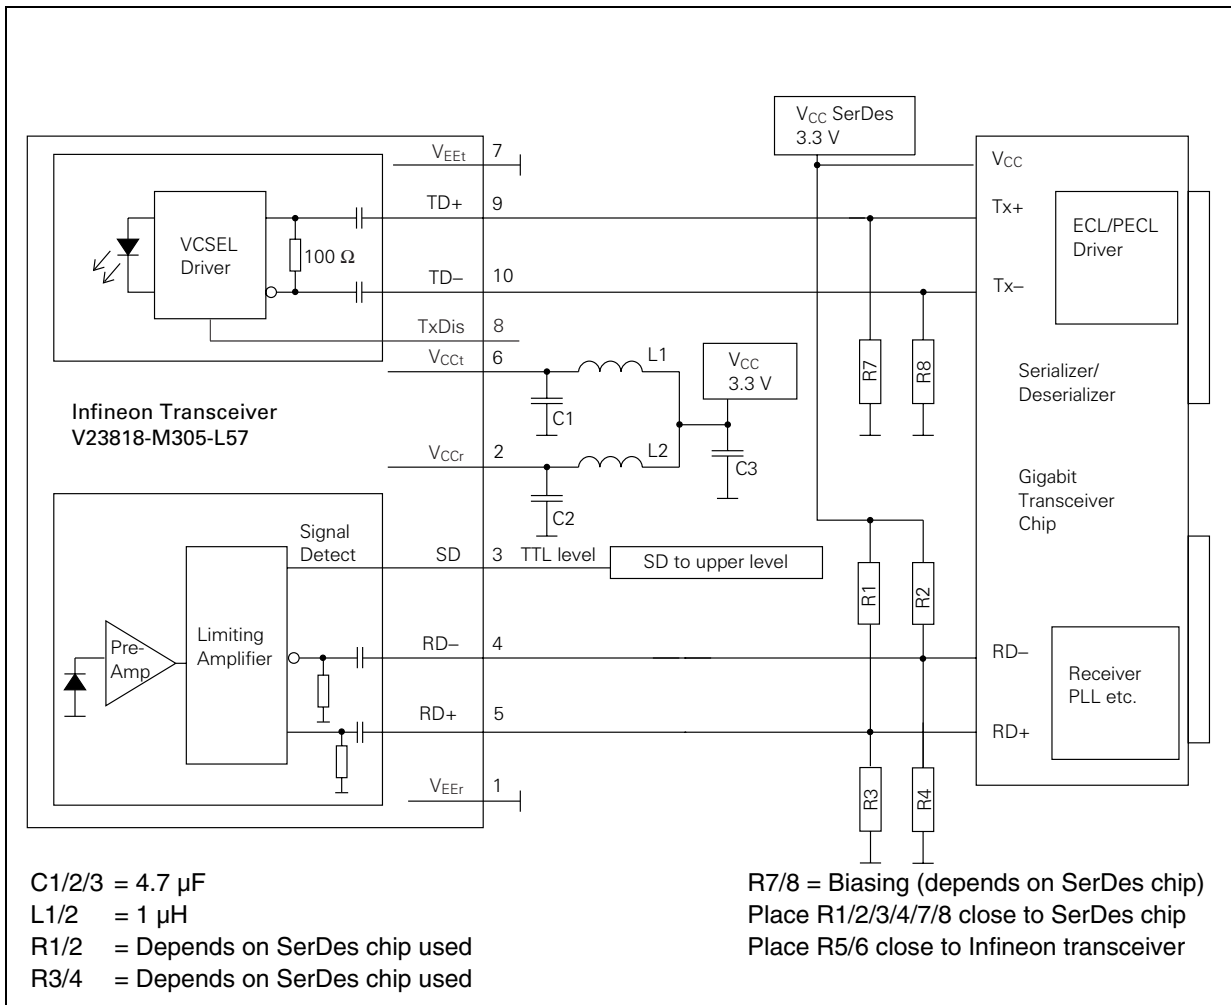 V_CC SerDes
3.3 V
V_EEt 7
V_CC
TD+ 9
Tx+
VCSEL
Driver
100 Ω
ECL/PECL
Driver
TD– 10
Tx–
TxDis 8
V_CCt 6
L1
V_CC
3.3 V
R7
R8
Serializer/
Deserializer
C1
Infineon Transceiver
V23818-M305-L57
V_CCr 2
L2
C3
C2
Gigabit
Transceiver
Chip
Signal
Detect
SD 3 TTL level
SD to upper level
R1
R2
Pre-
Amp
Limiting
Amplifier
RD– 4
RD–
Receiver
PLL etc.
RD+ 5
RD+
V_EEr 1
R3
R4
C1/2/3 = 4.7 µF
L1/2 = 1 µH
R1/2 = Depends on SerDes chip used
R3/4 = Depends on SerDes chip used
R7/8 = Biasing (depends on SerDes chip)
Place R1/2/3/4/7/8 close to SerDes chip
Place R5/6 close to Infineon transceiver